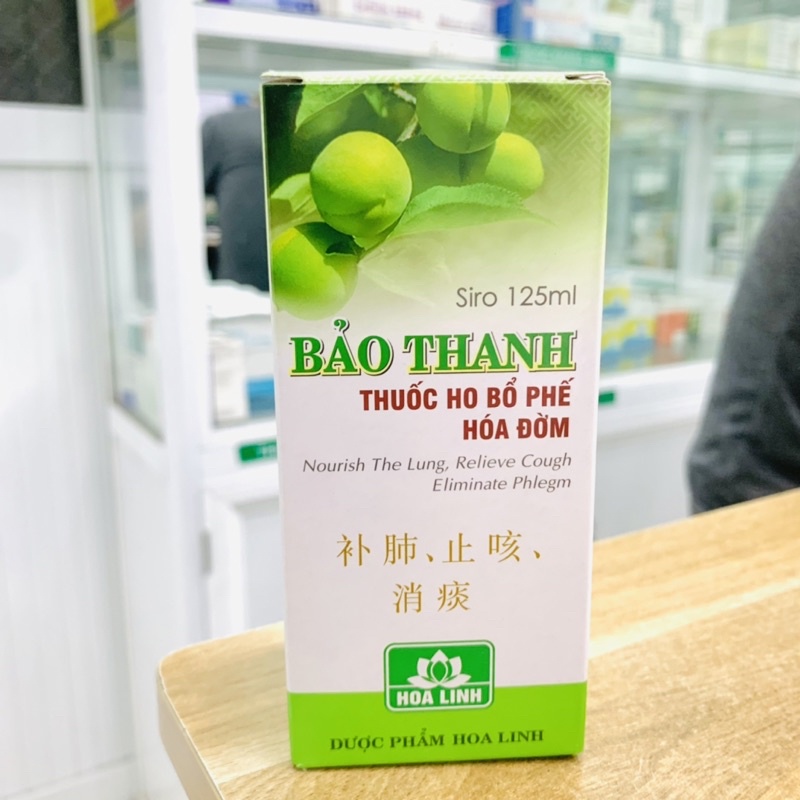 Siro 125ml
BẢO THANH
THUỐC HO BỔ PHẾ
HÓA ĐỜM
Nourish The Lung, Relieve Cough
Eliminate Phlegm
补肺、止咳、
消痰
HOA LINH
DƯỢC PHẨM HOA LINH